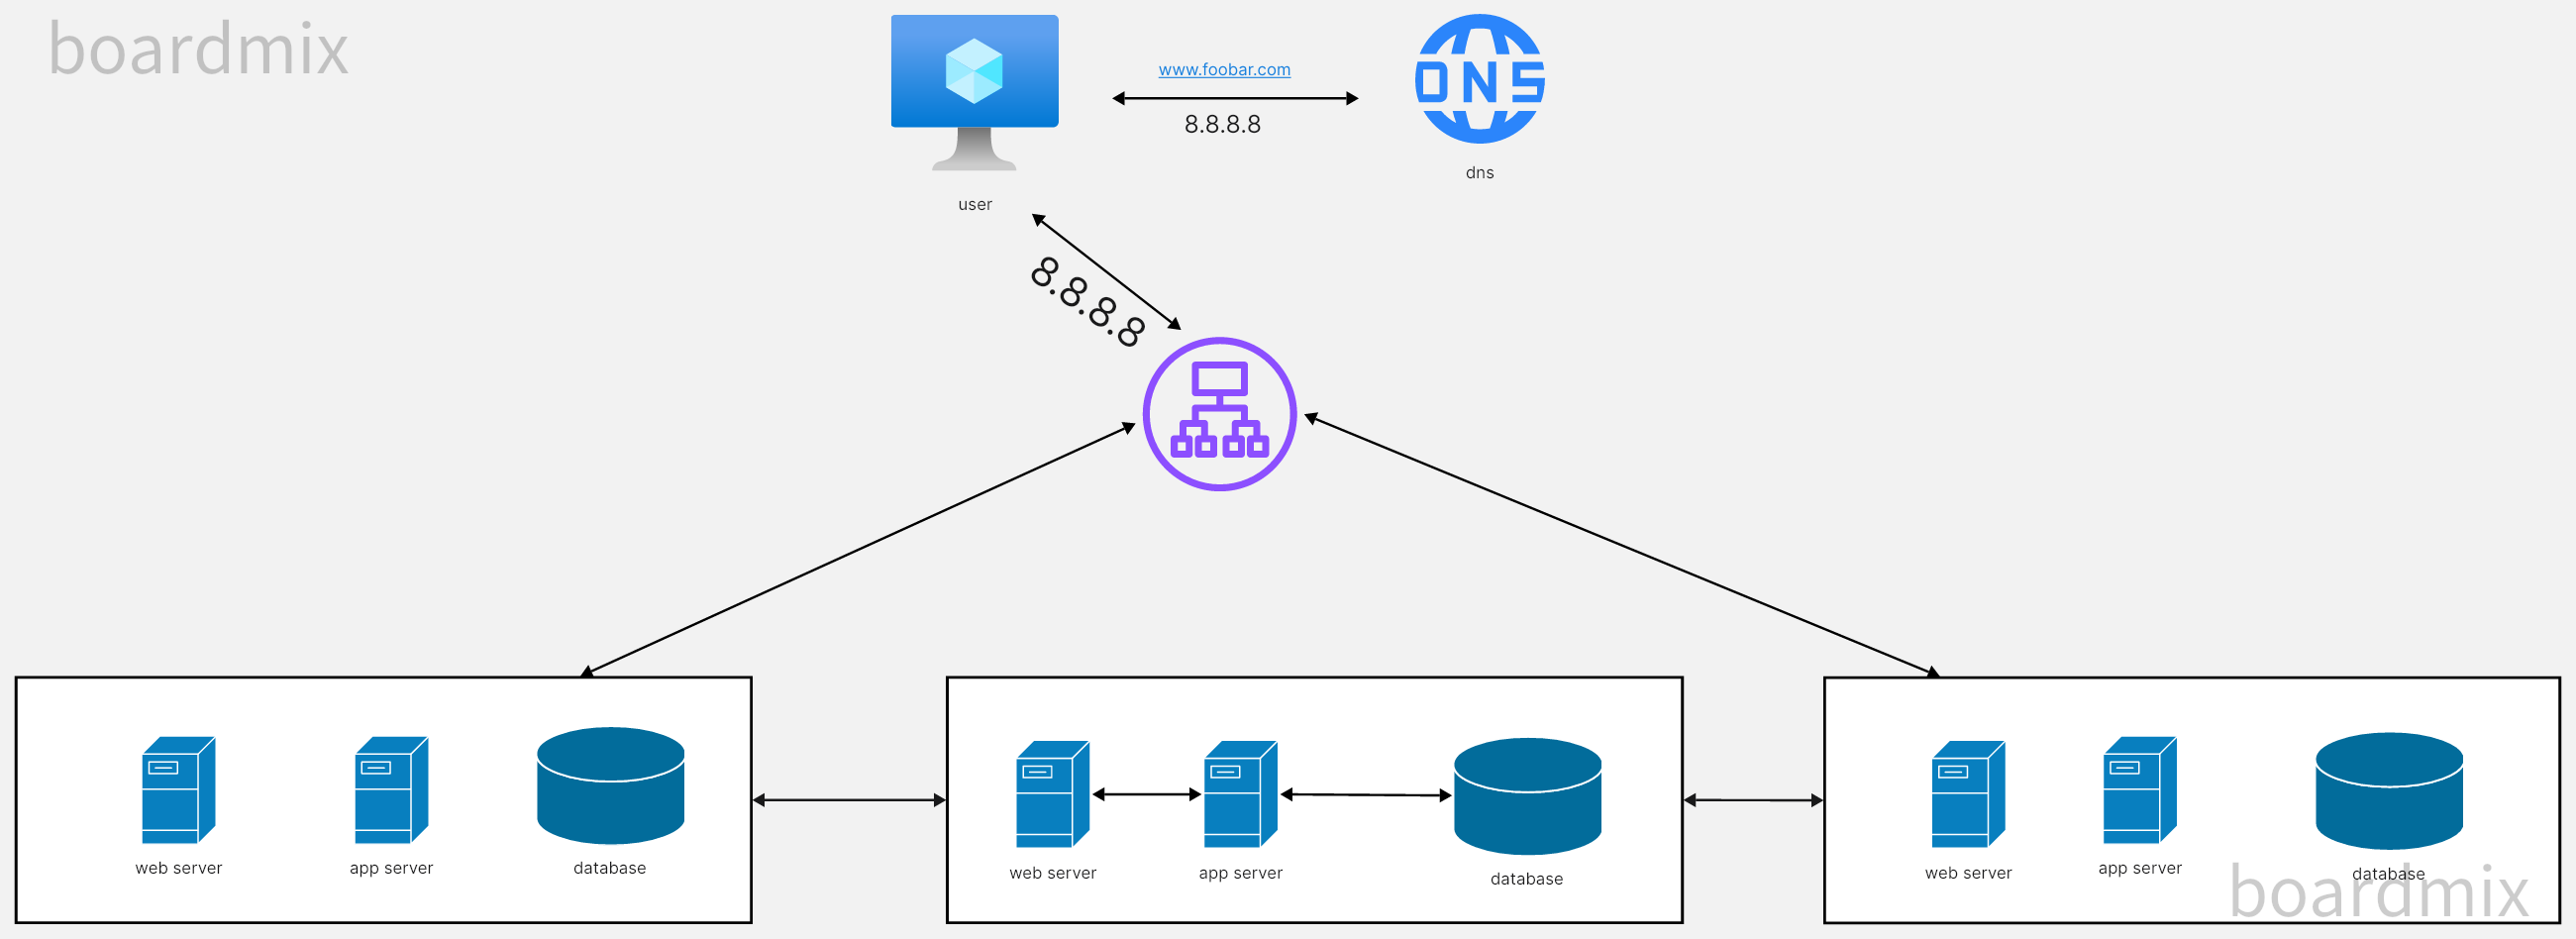 boardmix
www.foobar.com
8.8.8.8
DNS
dns
user
8.8.8.8
web server
app server
database
web server
app server
database
web server
app server
database
boardmix